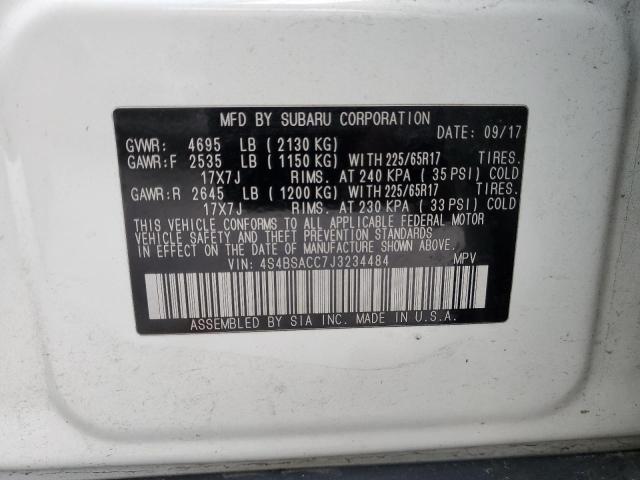 MFD BY SUBARU CORPORATION
DATE: 09/17
GVWR: 4695 LB (2130 KG)
GAWR:F 2535 LB (1150 KG) WITH 225/65R17 TIRES.
17X7J RIMS. AT 240 KPA ( 35 PSI) COLD
GAWR:R 2645 LB (1200 KG) WITH 225/65R17 TIRES.
17X7J RIMS. AT 230 KPA ( 33 PSI) COLD
THIS VEHICLE CONFORMS TO ALL APPLICABLE FEDERAL MOTOR
VEHICLE SAFETY AND THEFT PREVENTION STANDARDS
IN EFFECT ON THE DATE OF MANUFACTURE SHOWN ABOVE.
VIN: 4S4BSACC7J3234484 MPV
ASSEMBLED BY SIA INC. MADE IN U.S.A.